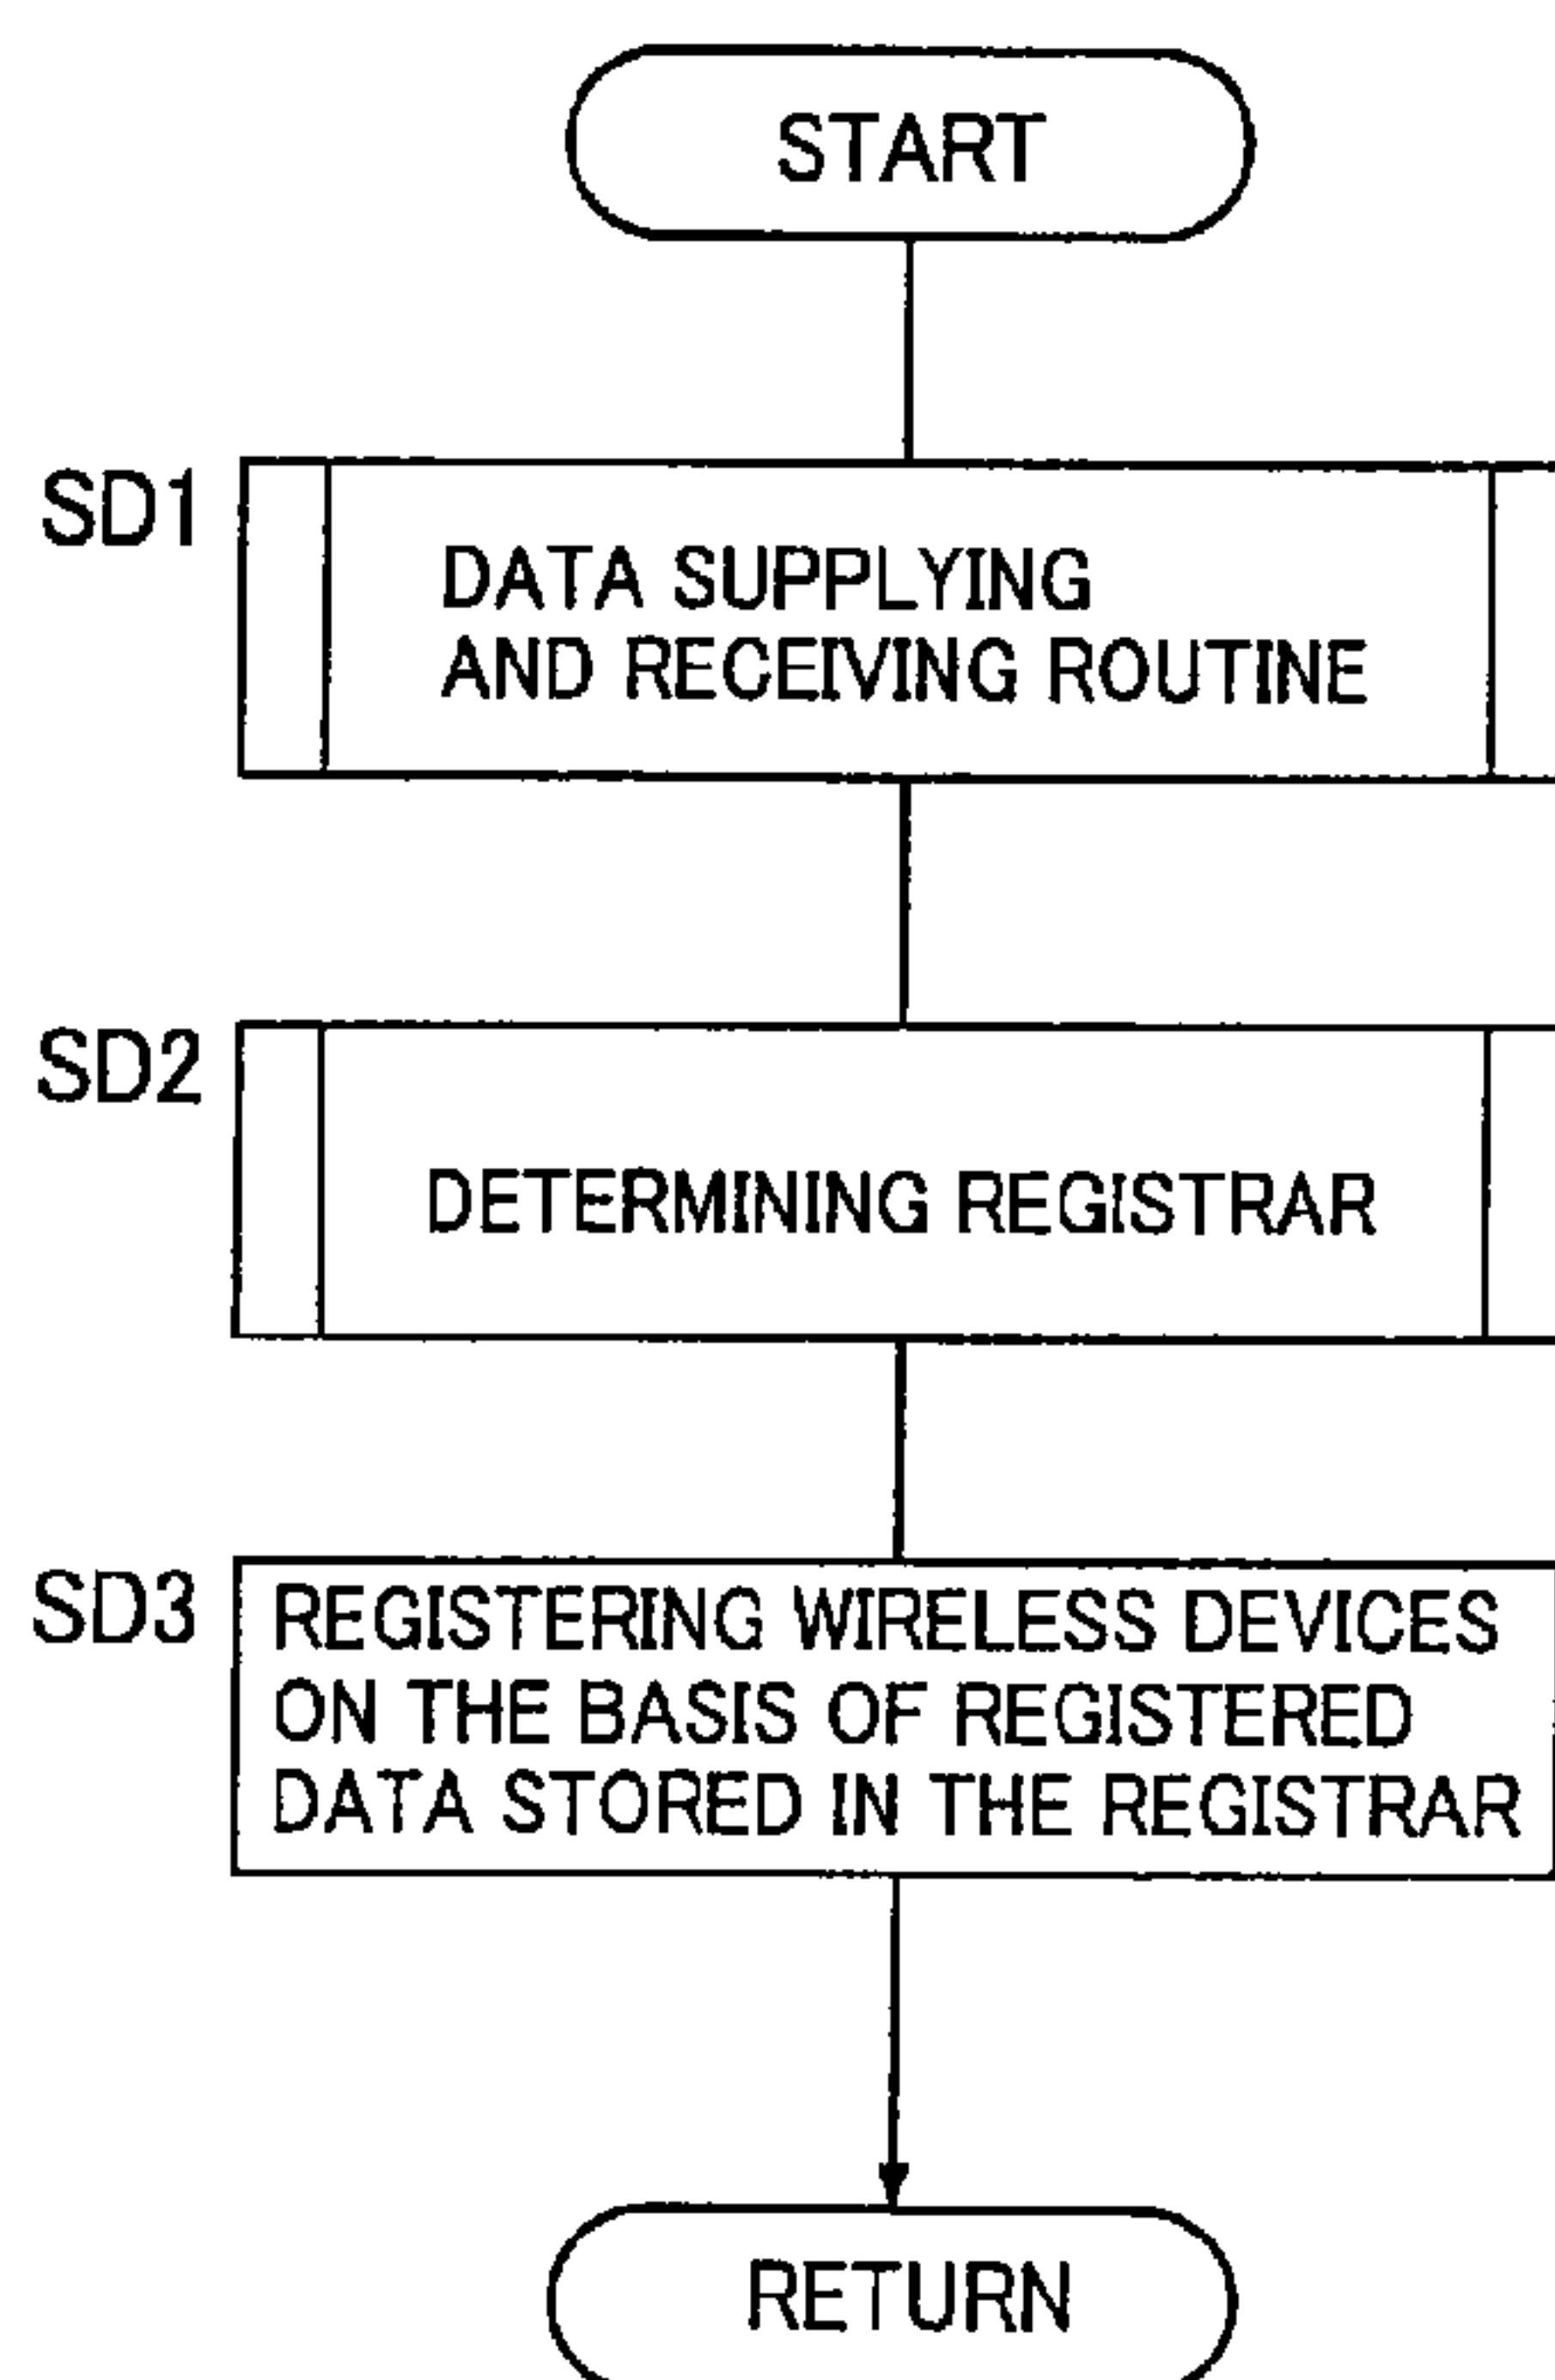 START
SD1
DATA SUPPLYING
AND RECEIVING ROUTINE
SD2
DETERMINING REGISTRAR
SD3
REGISTERING WIRELESS DEVICES
ON THE BASIS OF REGISTERED
DATA STORED IN THE REGISTRAR
RETURN